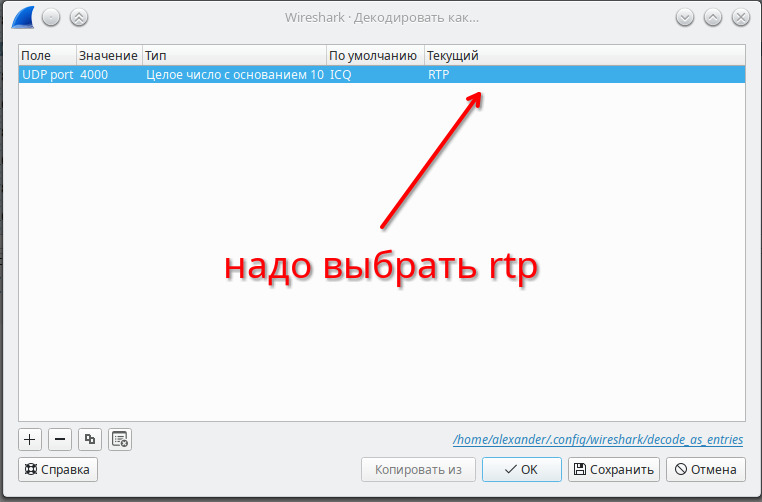 Wireshark · Декодировать как...
Поле Значение Тип По умолчанию Текущий
UDP port 4000 Целое число с основанием 10 ICQ RTP
надо выбрать rtp
/home/alexander/.config/wireshark/decode_as_entries
Справка Копировать из OK Сохранить Отмена